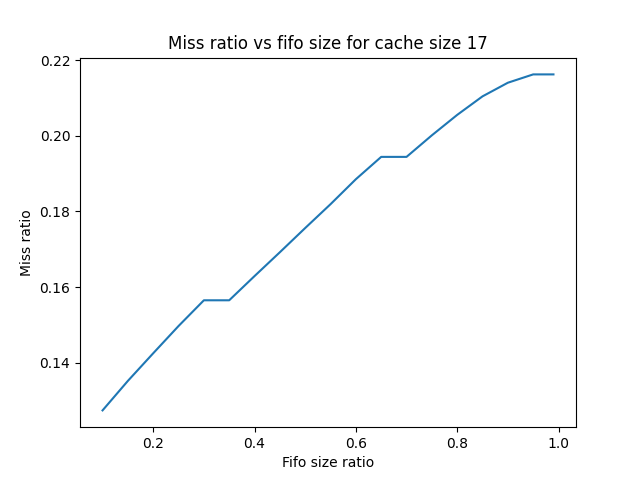 Miss ratio vs fifo size for cache size 17
0.22
0.20
0.18
0.16
0.14
Miss ratio
0.2 0.4 0.6 0.8 1.0
Fifo size ratio